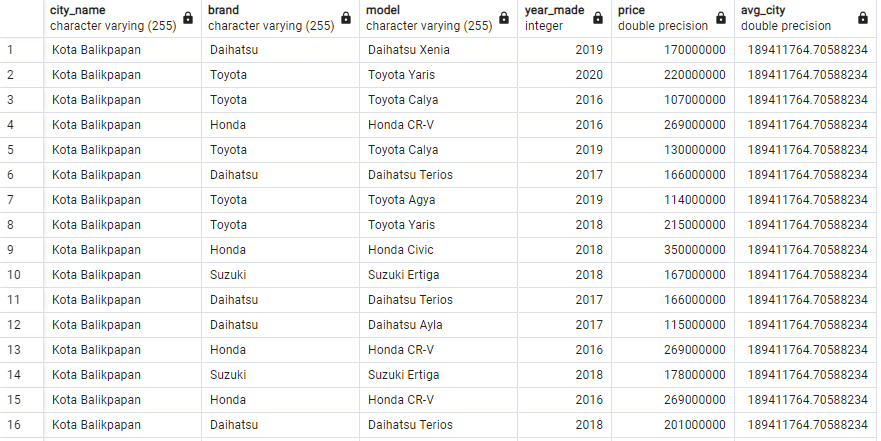 city_name brand model year_made price avg_city
character varying (255) character varying (255) character varying (255) integer double precision double precision
1 Kota Balikpapan Daihatsu Daihatsu Xenia 2019 170000000 189411764.70588234
2 Kota Balikpapan Toyota Toyota Yaris 2020 220000000 189411764.70588234
3 Kota Balikpapan Toyota Toyota Calya 2016 107000000 189411764.70588234
4 Kota Balikpapan Honda Honda CR-V 2016 269000000 189411764.70588234
5 Kota Balikpapan Toyota Toyota Calya 2019 130000000 189411764.70588234
6 Kota Balikpapan Daihatsu Daihatsu Terios 2017 166000000 189411764.70588234
7 Kota Balikpapan Toyota Toyota Agya 2019 114000000 189411764.70588234
8 Kota Balikpapan Toyota Toyota Yaris 2018 215000000 189411764.70588234
9 Kota Balikpapan Honda Honda Civic 2018 350000000 189411764.70588234
10 Kota Balikpapan Suzuki Suzuki Ertiga 2018 167000000 189411764.70588234
11 Kota Balikpapan Daihatsu Daihatsu Terios 2017 166000000 189411764.70588234
12 Kota Balikpapan Daihatsu Daihatsu Ayla 2017 115000000 189411764.70588234
13 Kota Balikpapan Honda Honda CR-V 2016 269000000 189411764.70588234
14 Kota Balikpapan Suzuki Suzuki Ertiga 2018 178000000 189411764.70588234
15 Kota Balikpapan Honda Honda CR-V 2016 269000000 189411764.70588234
16 Kota Balikpapan Daihatsu Daihatsu Terios 2018 201000000 189411764.70588234